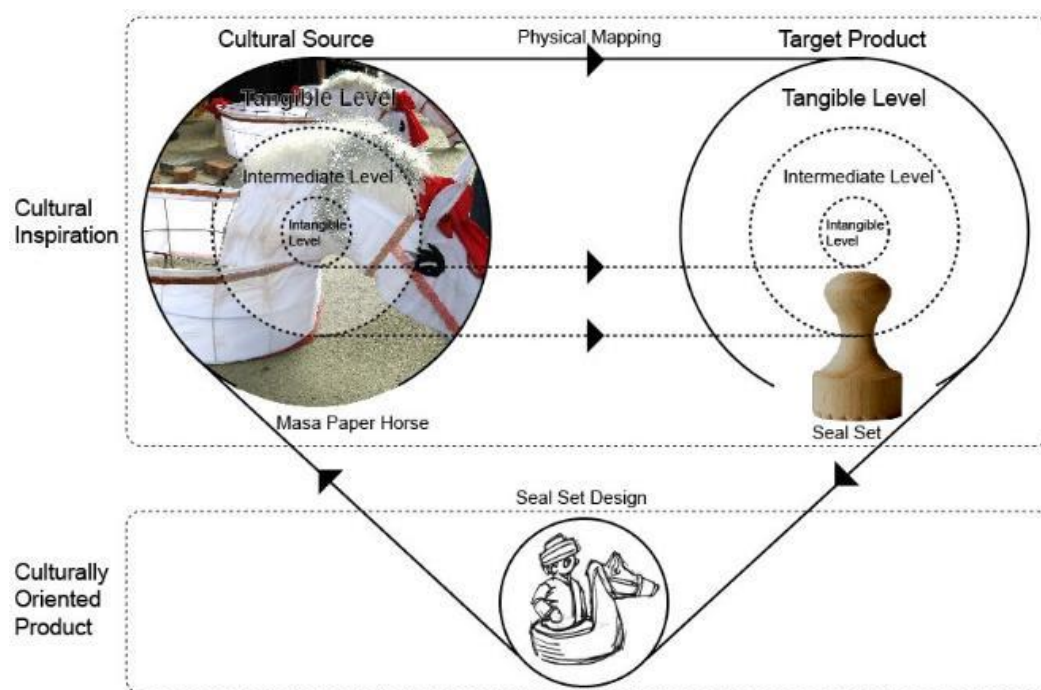 Cultural Source
Physical Mapping
Target Product
Tangible Level
Tangible Level
Intermediate Level
Intermediate Level
Intangible
Level
Intangible
Level
Cultural
Inspiration
Masa Paper Horse
Seal Set
Seal Set Design
Culturally
Oriented
Product